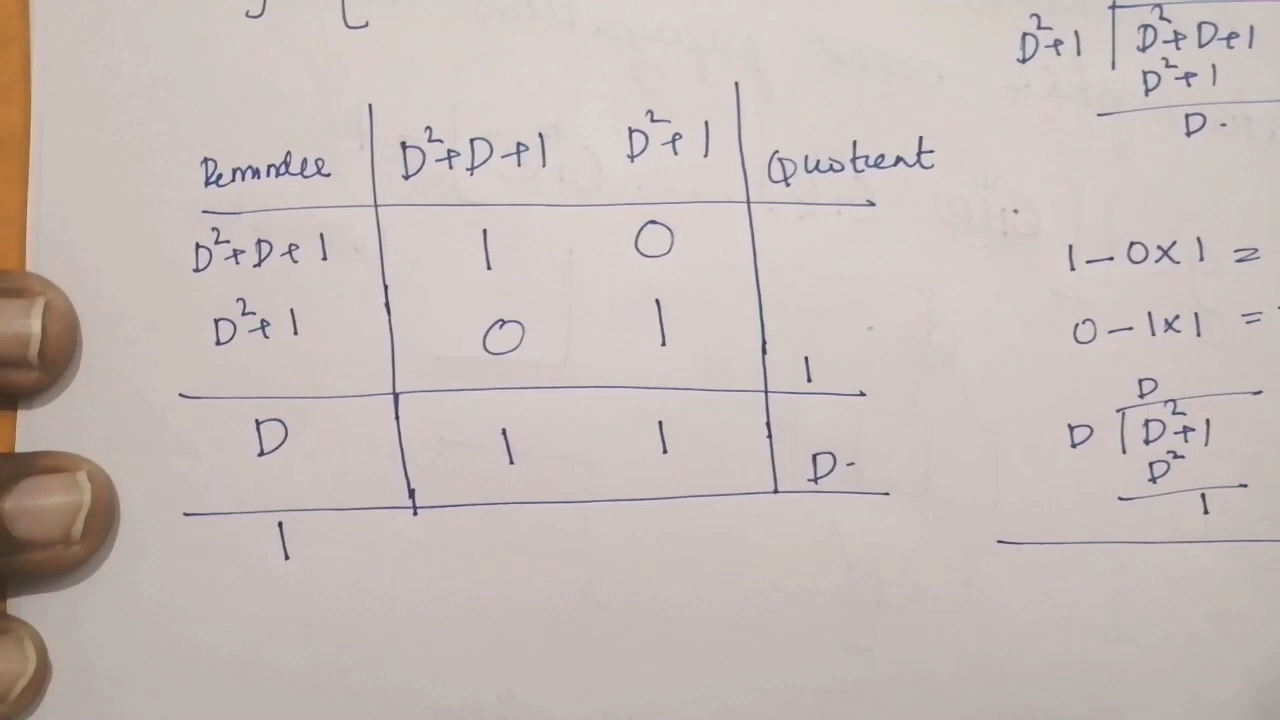 Remindee | D²+D+1 D²+1 | Quotient
D²+D+1 | 1 0 |
D²+1 | 0 1 | 1
D | 1 1 | D.
1
D²+1 | D²+D+1
D²+1
D.
1-0×1 =
0-1×1 =
D
D | D²+1
D²
1